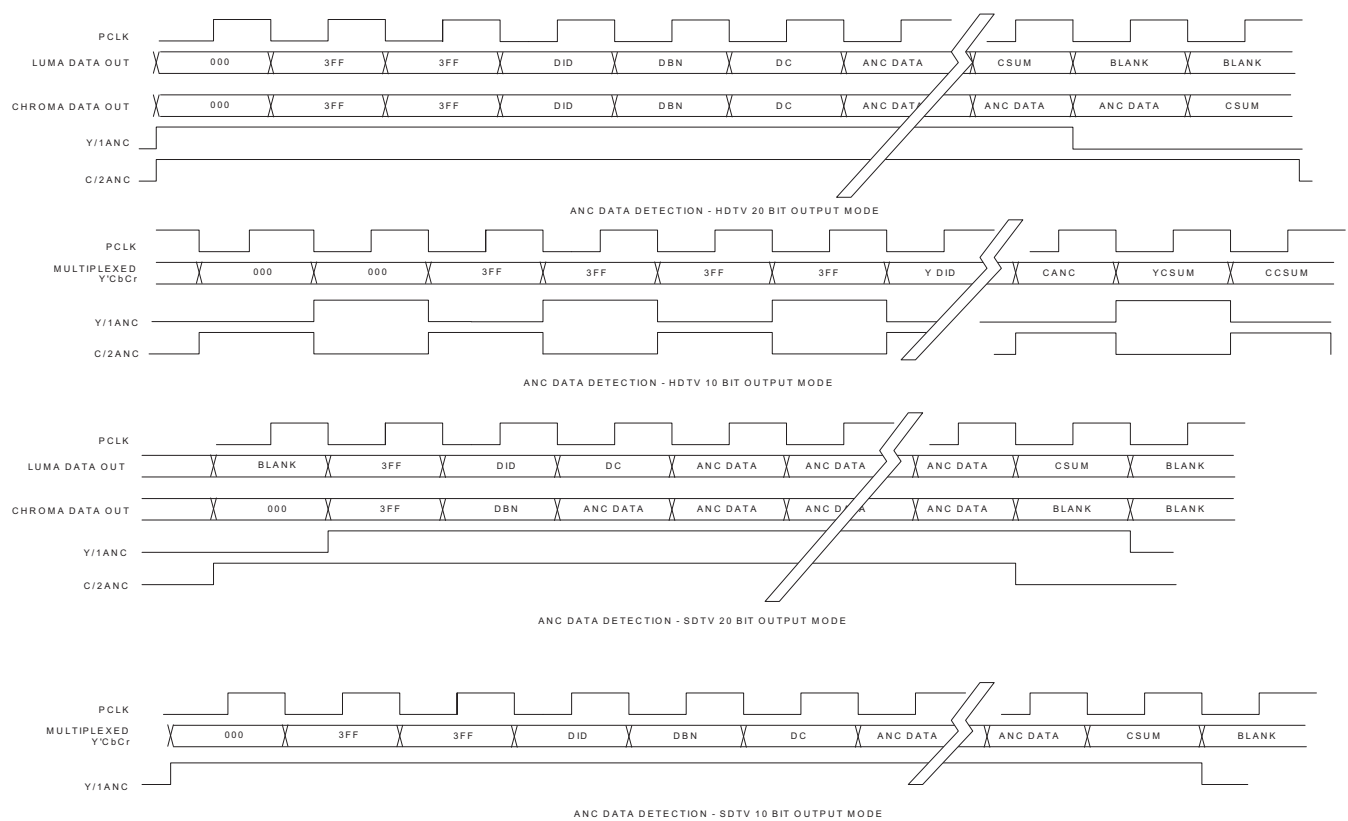 PCLK
LUMA DATA OUT 000 3FF 3FF DID DBN DC ANC DATA CSUM BLANK BLANK
CHROMA DATA OUT 000 3FF 3FF DID DBN DC ANC DATA ANC DATA ANC DATA CSUM
Y/1ANC
C/2ANC
ANC DATA DETECTION - HDTV 20 BIT OUTPUT MODE
PCLK
MULTIPLEXED
Y'CbCr
000 000 3FF 3FF 3FF 3FF Y DID CANC YCSUM CCSUM
Y/1ANC
C/2ANC
ANC DATA DETECTION - HDTV 10 BIT OUTPUT MODE
PCLK
LUMA DATA OUT BLANK 3FF DID DC ANC DATA ANC DATA ANC DATA CSUM BLANK
CHROMA DATA OUT 000 3FF DBN ANC DATA ANC DATA ANC DATA ANC DATA BLANK BLANK
Y/1ANC
C/2ANC
ANC DATA DETECTION - SDTV 20 BIT OUTPUT MODE
PCLK
MULTIPLEXED
Y'CbCr
000 3FF 3FF DID DBN DC ANC DATA ANC DATA CSUM BLANK
Y/1ANC
ANC DATA DETECTION - SDTV 10 BIT OUTPUT MODE